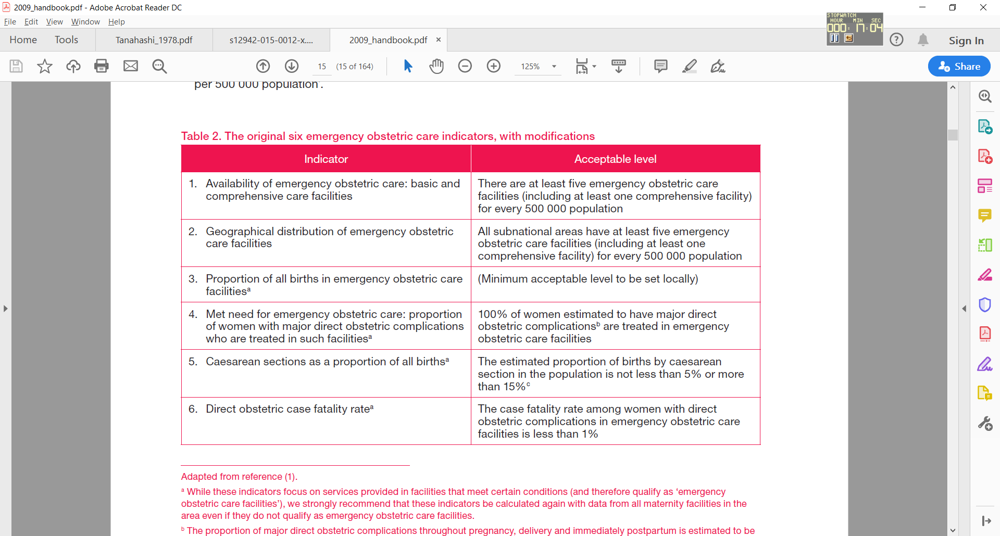 2009_handbook.pdf - Adobe Acrobat Reader DC
File Edit View Window Help
STOPWATCH
HOUR MIN SEC
000:17:04
Home Tools Tanahashi_1978.pdf s12942-015-0012-x.... 2009_handbook.pdf × Sign In
15 (15 of 164) 125% Share
per 500 000 population
Table 2. The original six emergency obstetric care indicators, with modifications
Indicator
Acceptable level
1. Availability of emergency obstetric care: basic and
comprehensive care facilities
There are at least five emergency obstetric care
facilities (including at least one comprehensive facility)
for every 500 000 population
2. Geographical distribution of emergency obstetric
care facilities
All subnational areas have at least five emergency
obstetric care facilities (including at least one
comprehensive facility) for every 500 000 population
3. Proportion of all births in emergency obstetric care
facilitiesᵃ
(Minimum acceptable level to be set locally)
4. Met need for emergency obstetric care: proportion
of women with major direct obstetric complications
who are treated in such facilitiesᵃ
100% of women estimated to have major direct
obstetric complicationsᵇ are treated in emergency
obstetric care facilities
5. Caesarean sections as a proportion of all birthsᵃ
The estimated proportion of births by caesarean
section in the population is not less than 5% or more
than 15%ᶜ
6. Direct obstetric case fatality rateᵃ
The case fatality rate among women with direct
obstetric complications in emergency obstetric care
facilities is less than 1%
Adapted from reference (1).
ᵃ While these indicators focus on services provided in facilities that meet certain conditions (and therefore qualify as ‘emergency
obstetric care facilities’), we strongly recommend that these indicators be calculated again with data from all maternity facilities in the
area even if they do not qualify as emergency obstetric care facilities.
ᵇ The proportion of major direct obstetric complications throughout pregnancy, delivery and immediately postpartum is estimated to be